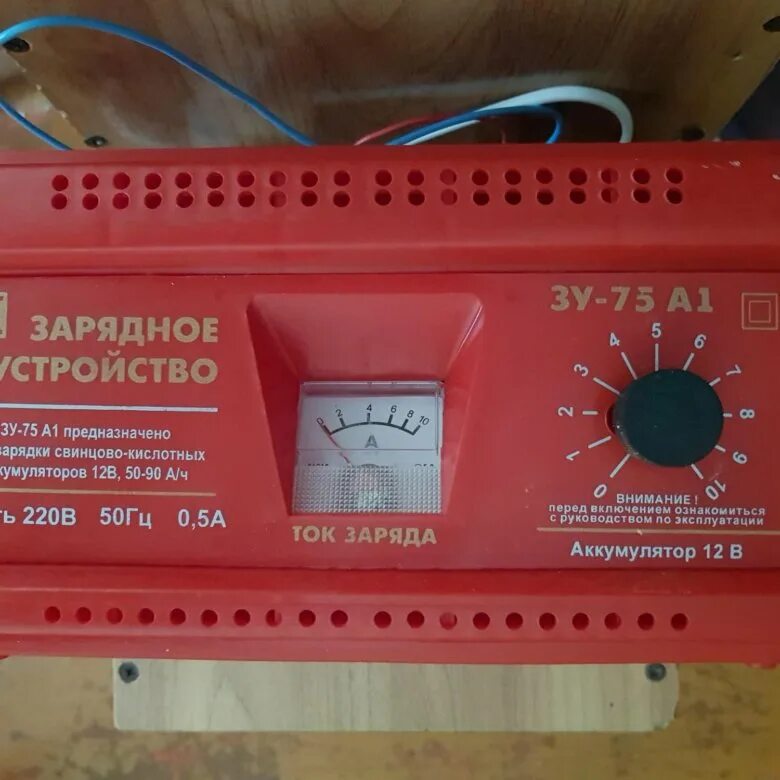 ЗАРЯДНОЕ
УСТРОЙСТВО
ЗУ-75 А1 предназначено
зарядки свинцово-кислотных
аккумуляторов 12В, 50-90 А/ч
220В 50Гц 0,5А
0 2 4 6 8 10
A
ТОК ЗАРЯДА
ЗУ-75 А1
0 1 2 3 4 5 6 7 8 9 10
ВНИМАНИЕ !
перед включением ознакомиться
с руководством по эксплуатации
Аккумулятор 12 В